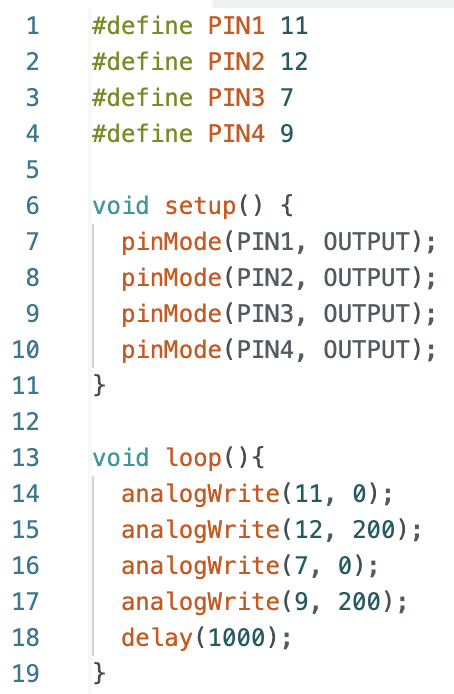 1 #define PIN1 11
2 #define PIN2 12
3 #define PIN3 7
4 #define PIN4 9
5
6 void setup() {
7   pinMode(PIN1, OUTPUT);
8   pinMode(PIN2, OUTPUT);
9   pinMode(PIN3, OUTPUT);
10   pinMode(PIN4, OUTPUT);
11 }
12
13 void loop(){
14   analogWrite(11, 0);
15   analogWrite(12, 200);
16   analogWrite(7, 0);
17   analogWrite(9, 200);
18   delay(1000);
19 }